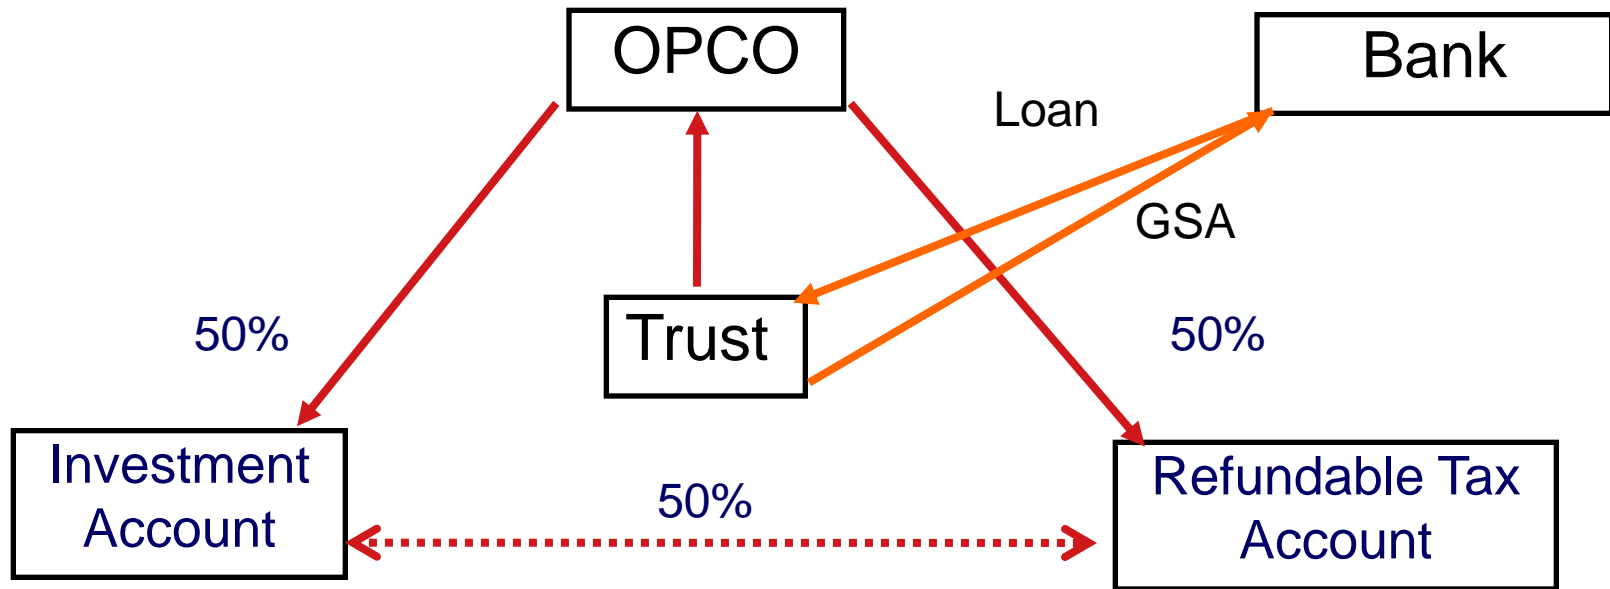 OPCO
Bank
Loan
GSA
Trust
50%
50%
Investment
Account
50%
Refundable Tax
Account